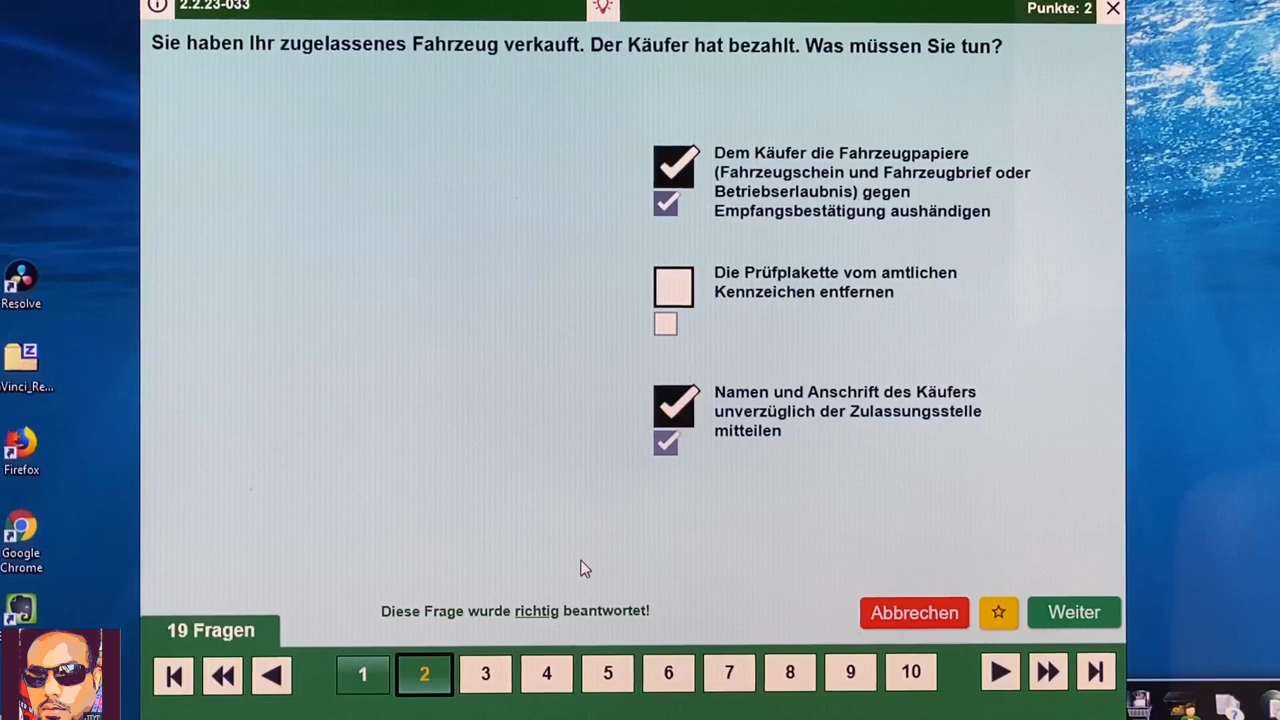 2.2.23-033
Punkte: 2
Sie haben Ihr zugelassenes Fahrzeug verkauft. Der Käufer hat bezahlt. Was müssen Sie tun?
Dem Käufer die Fahrzeugpapiere
(Fahrzeugschein und Fahrzeugbrief oder
Betriebserlaubnis) gegen
Empfangsbestätigung aushändigen
Die Prüfplakette vom amtlichen
Kennzeichen entfernen
Namen und Anschrift des Käufers
unverzüglich der Zulassungsstelle
mitteilen
Resolve
Vinci_Re...
Firefox
Google
Chrome
Diese Frage wurde richtig beantwortet!
Abbrechen
Weiter
19 Fragen
1 2 3 4 5 6 7 8 9 10